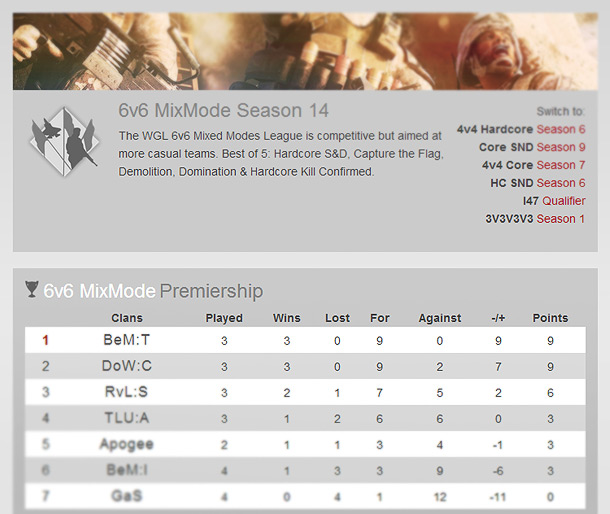 6v6 MixMode Season 14
The WGL 6v6 Mixed Modes League is competitive but aimed at
more casual teams. Best of 5: Hardcore S&D, Capture the Flag,
Demolition, Domination & Hardcore Kill Confirmed.
Switch to:
4v4 Hardcore Season 6
Core SND Season 9
4v4 Core Season 7
HC SND Season 6
I47 Qualifier
3V3V3V3 Season 1
6v6 MixMode Premiership
Clans Played Wins Lost For Against -/+ Points
1 BeM:T 3 3 0 9 0 9 9
2 DoW:C 3 3 0 9 2 7 9
3 RvL:S 3 2 1 7 5 2 6
4 TLU:A 3 1 2 6 6 0 3
5 Apogee 2 1 1 3 4 -1 3
6 BeM:I 4 1 3 3 9 -6 3
7 GaS 4 0 4 1 12 -11 0